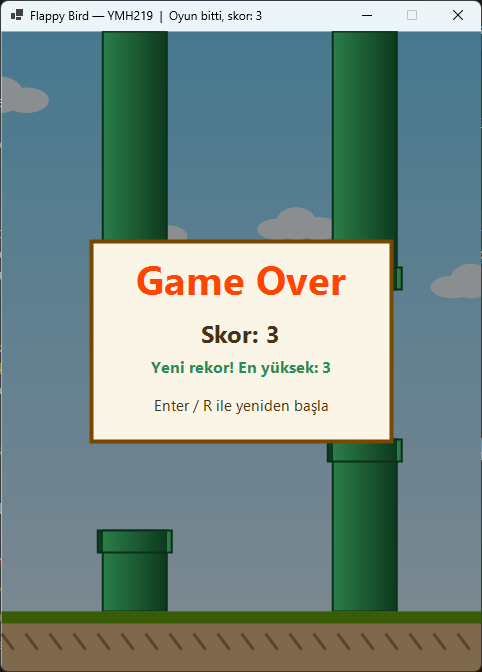 Flappy Bird — YMH219 | Oyun bitti, skor: 3
Game Over
Skor: 3
Yeni rekor! En yüksek: 3
Enter / R ile yeniden başla